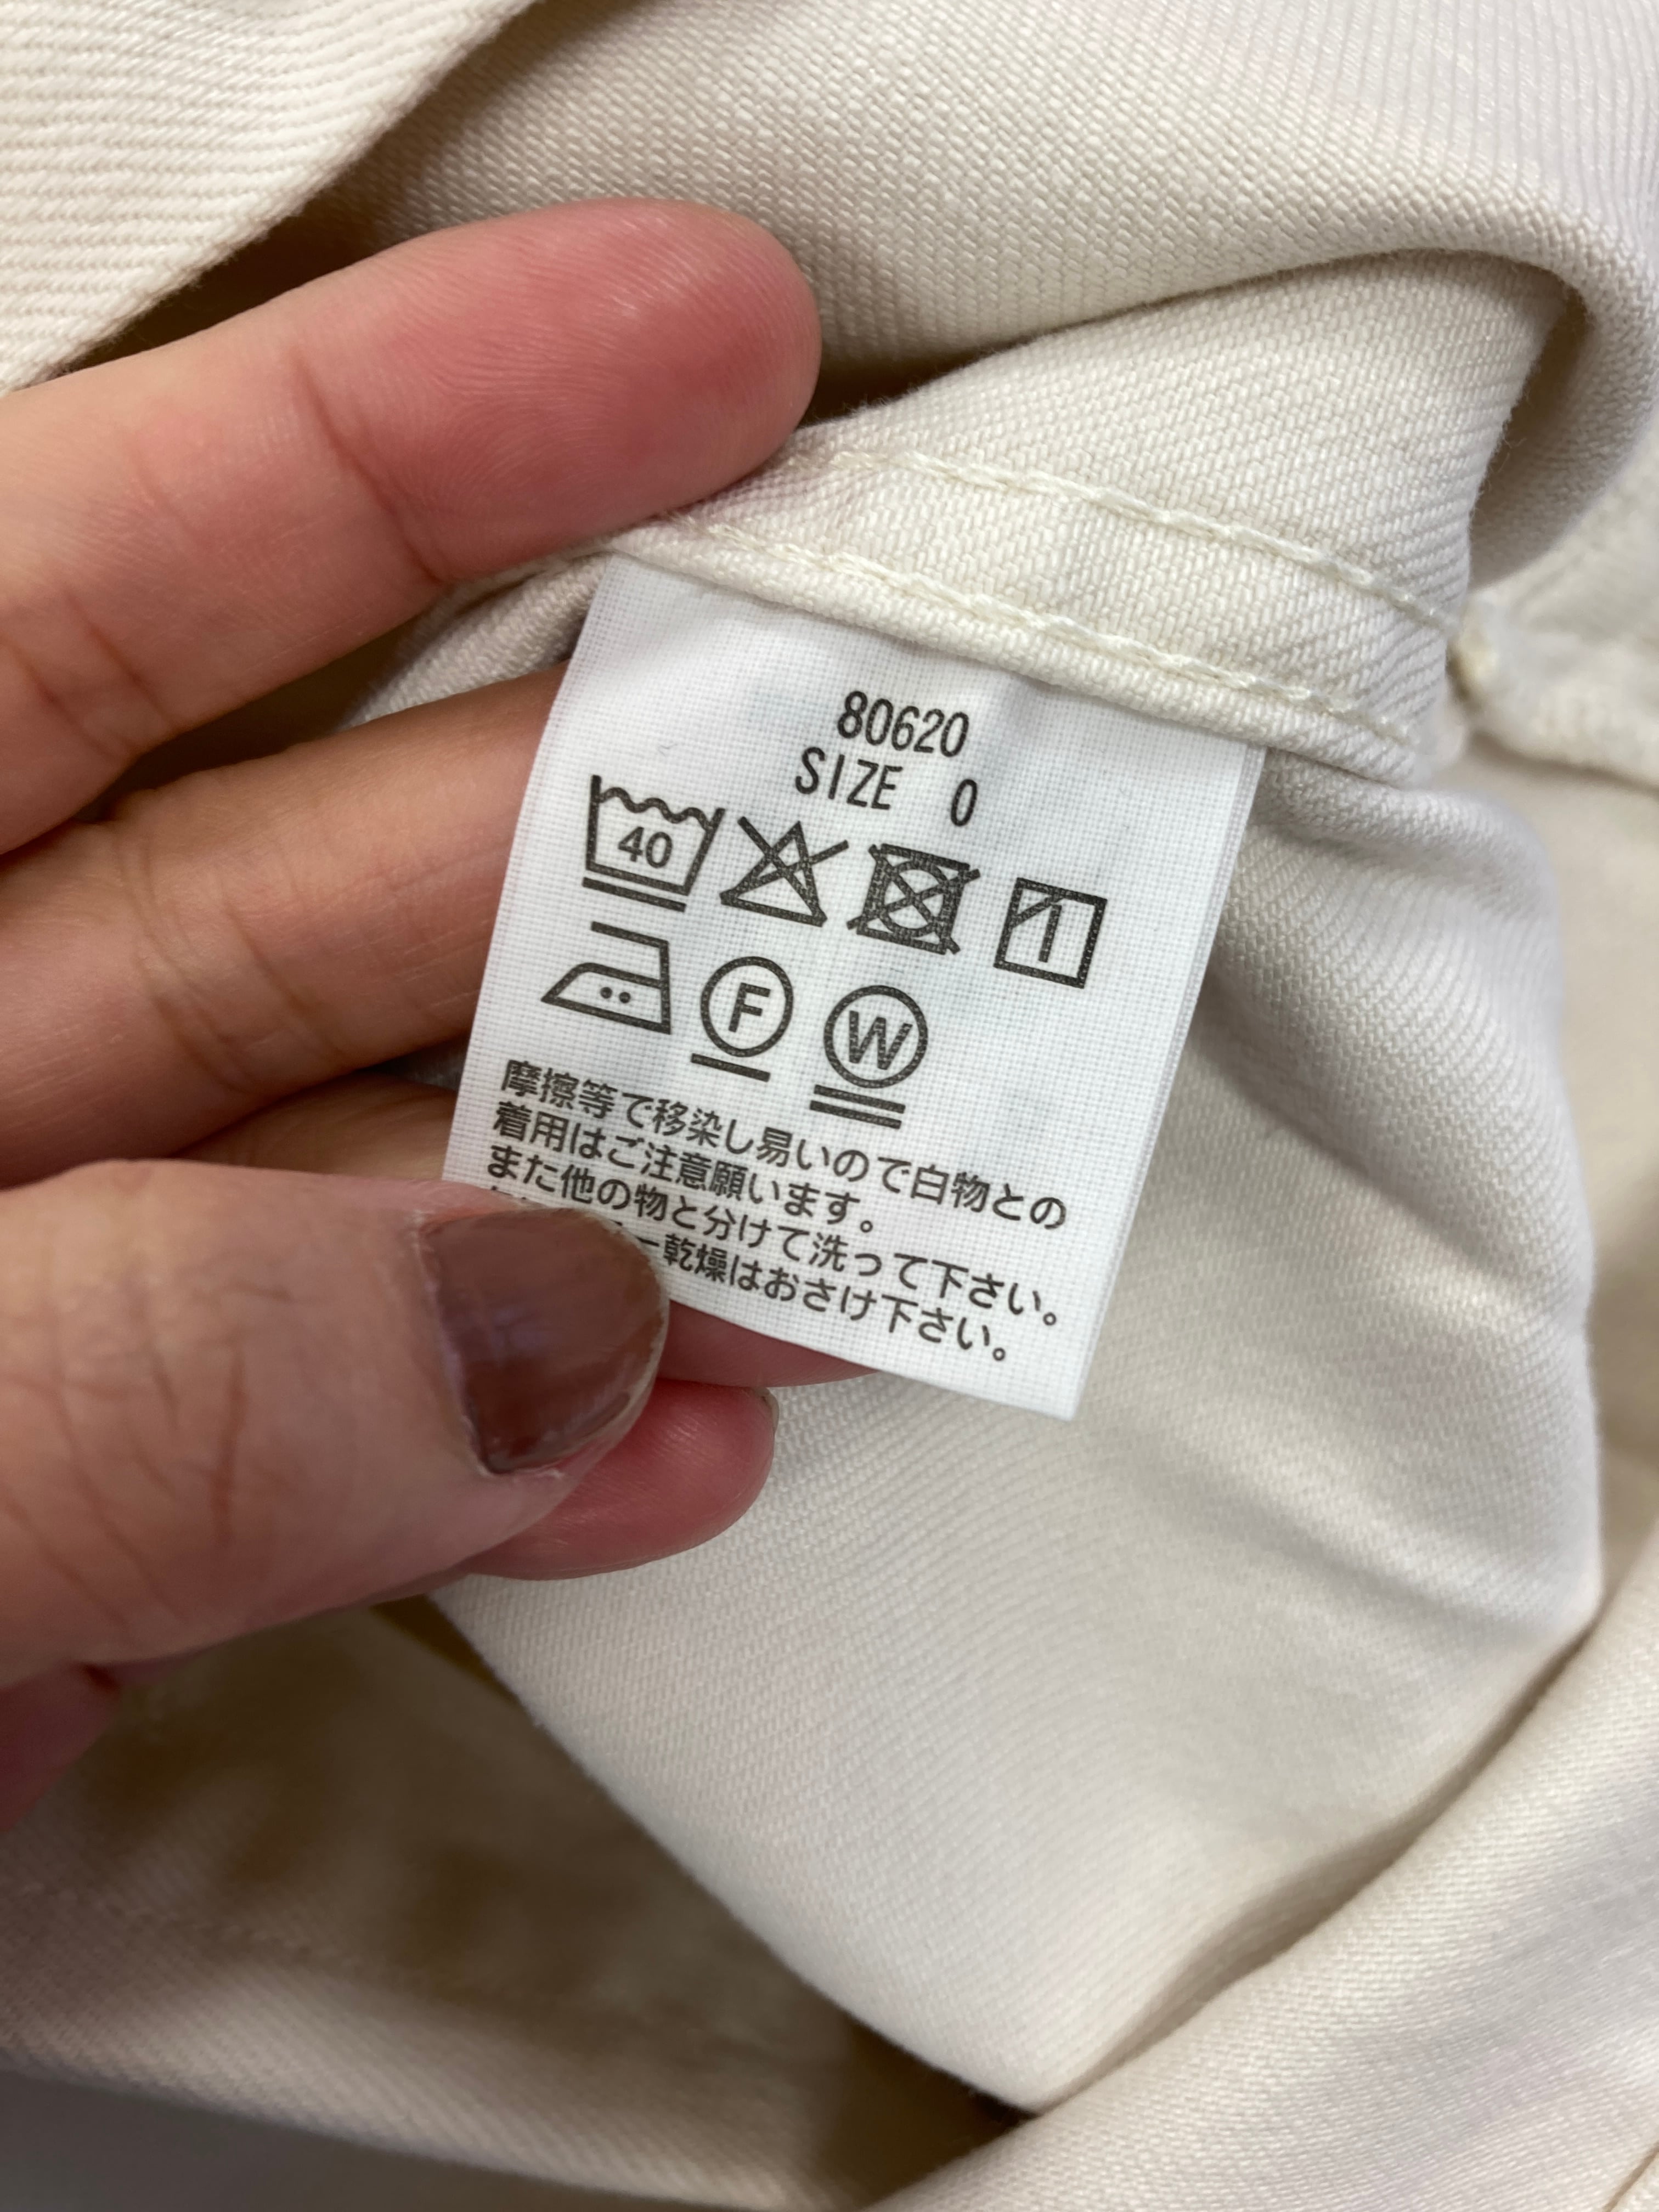 80620
SIZE 0
40
F W
摩擦等で移染し易いので白物との
着用はご注意願います。
また他の物と分けて洗って下さい。
ー乾燥はおさけ下さい。